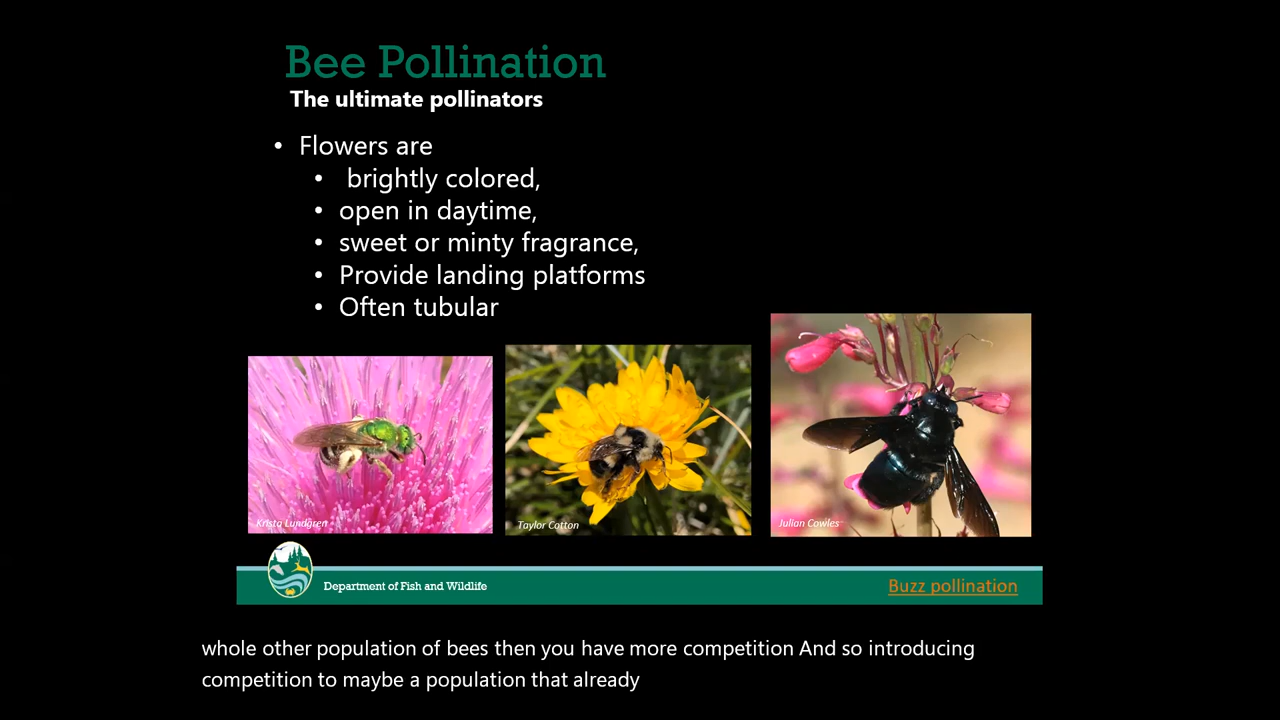 Bee Pollination
The ultimate pollinators
• Flowers are
• brightly colored,
• open in daytime,
• sweet or minty fragrance,
• Provide landing platforms
• Often tubular
Krista Lundgren
Taylor Cotton
Julian Cowles
Department of Fish and Wildlife
Buzz pollination
whole other population of bees then you have more competition And so introducing
competition to maybe a population that already